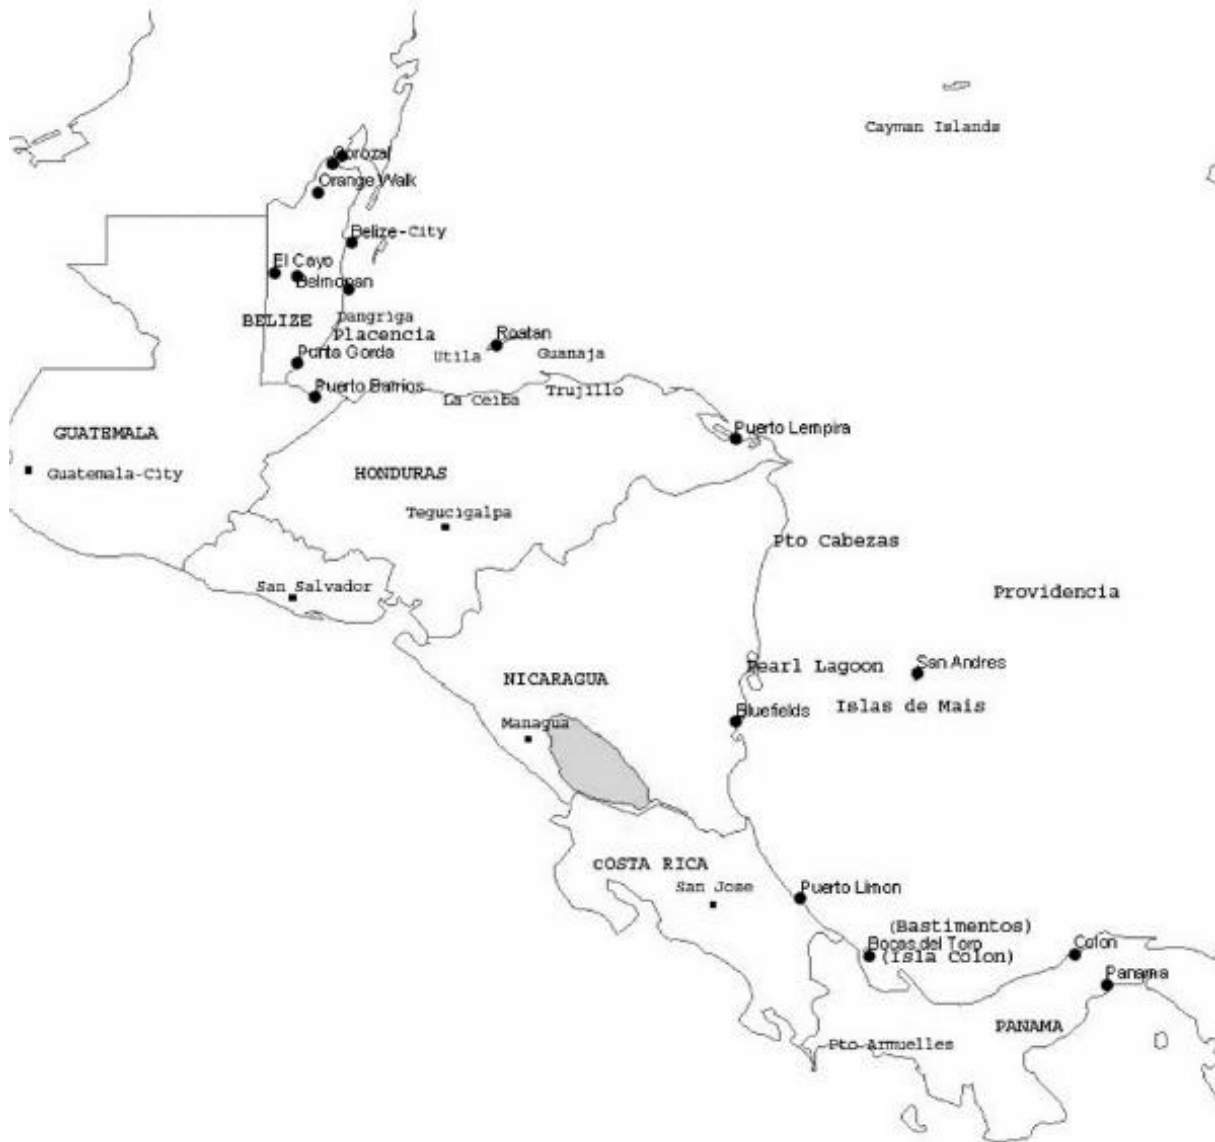 Cayman Islands
Corozal
Orange Walk
Belize-City
El Cayo
Belmopan
BELIZE
Dangriga
Placencia
Roatan
Utila
Guanaja
Punta Gorda
Puerto Barrios
La Ceiba
Trujillo
GUATEMALA
Puerto Lempira
Guatemala-City
HONDURAS
Tegucigalpa
Pto Cabezas
San Salvador
Providencia
Pearl Lagoon
San Andres
NICARAGUA
Islas de Mais
Bluefields
Managua
cOSTA RICA
San Jose
Puerto Limon
(Bastimentos)
Bocas del Toro
(Isla Colon)
Colon
Panama
PANAMA
Pto Armuelles